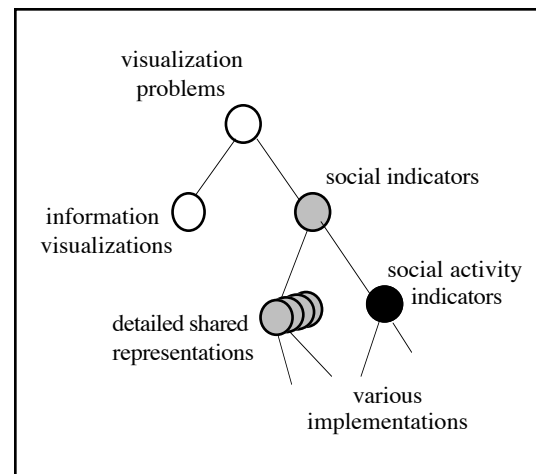 visualization
problems
social indicators
information
visualizations
social activity
indicators
detailed shared
representations
various
implementations